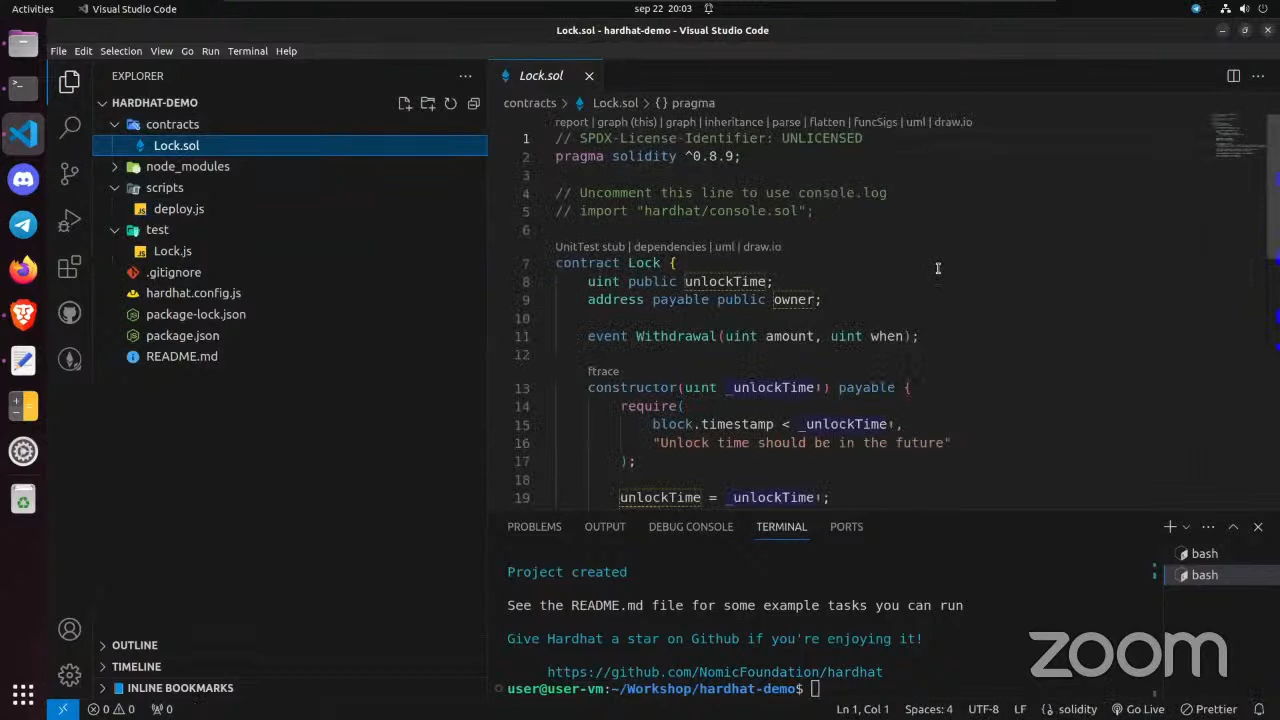 Activities
Visual Studio Code
sep 22 20:03
Lock.sol - hardhat-demo - Visual Studio Code
File Edit Selection View Go Run Terminal Help
EXPLORER
HARDHAT-DEMO
contracts
Lock.sol
node_modules
scripts
deploy.js
test
Lock.js
.gitignore
hardhat.config.js
package-lock.json
package.json
README.md
OUTLINE
TIMELINE
INLINE BOOKMARKS
Lock.sol
contracts > Lock.sol > {} pragma
report | graph (this) | graph | inheritance | parse | flatten | funcSigs | uml | draw.io
1 // SPDX-License-Identifier: UNLICENSED
2 pragma solidity ^0.8.9;
3
4 // Uncomment this line to use console.log
5 // import "hardhat/console.sol";
6
UnitTest stub | dependencies | uml | draw.io
7 contract Lock {
8 uint public unlockTime;
9 address payable public owner;
10
11 event Withdrawal(uint amount, uint when);
12
ftrace
13 constructor(uint _unlockTime↑) payable {
14 require(
15 block.timestamp < _unlockTime↑,
16 "Unlock time should be in the future"
17 );
18
19 unlockTime = _unlockTime↑;
PROBLEMS OUTPUT DEBUG CONSOLE TERMINAL PORTS
bash
bash
Project created
See the README.md file for some example tasks you can run
Give Hardhat a star on Github if you're enjoying it!
https://github.com/NomicFoundation/hardhat
user@user-vm:~/Workshop/hardhat-demo$
zoom
0 0 0
Ln 1, Col 1 Spaces: 4 UTF-8 LF {} solidity Go Live Prettier